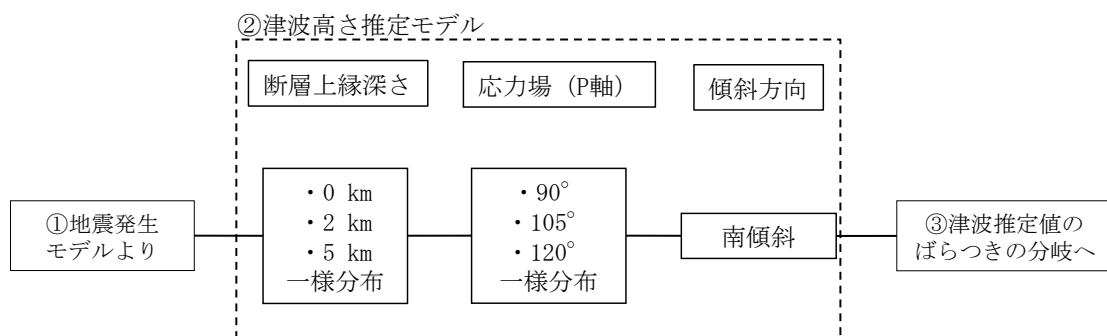 ②津波高さ推定モデル
断層上縁深さ
応力場 (P軸)
傾斜方向
①地震発生
モデルより
・0 km
・2 km
・5 km
一様分布
・90°
・105°
・120°
一様分布
南傾斜
③津波推定値の
ばらつきの分岐へ